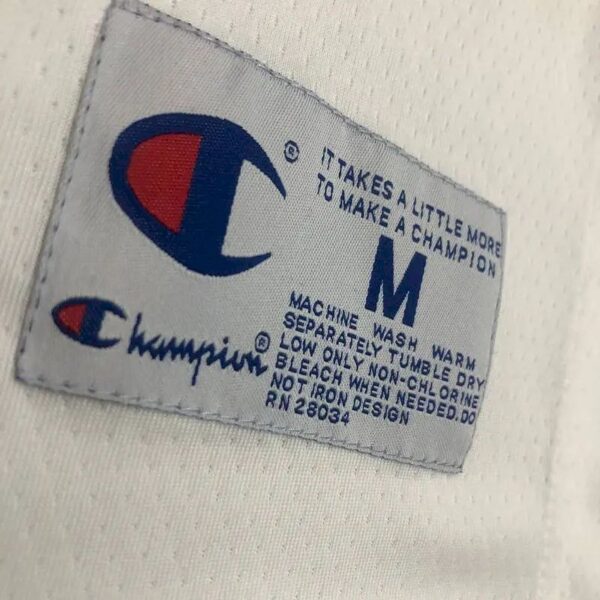 IT TAKES A LITTLE MORE
TO MAKE A CHAMPION
M
Champion
MACHINE WASH WARM
SEPARATELY TUMBLE DRY
LOW ONLY NON-CHLORINE
BLEACH WHEN NEEDED. DO
NOT IRON DESIGN
RN 28034